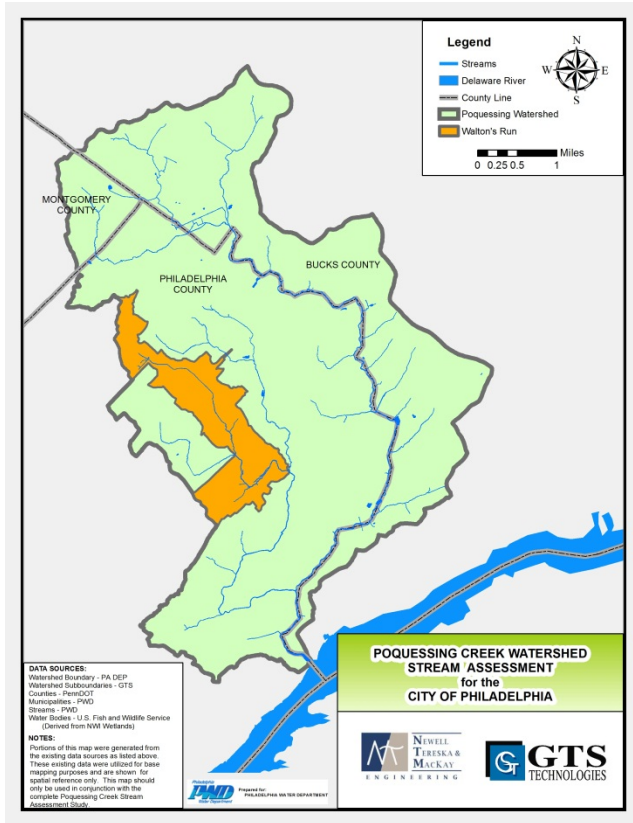 Legend
Streams
Delaware River
County Line
Poquessing Watershed
Walton's Run
N
W
E
S
Miles
0 0.25 0.5 1
MONTGOMERY
COUNTY
PHILADELPHIA
COUNTY
BUCKS COUNTY
DATA SOURCES:
Watershed Boundary - PA DEP
Watershed Subboundaries - GTS
Counties - PennDOT
Municipalities - PWD
Streams - PWD
Water Bodies - U.S. Fish and Wildlife Service
(Derived from NWI Wetlands)
NOTES:
Portions of this map were generated from
the existing data sources as listed above.
These existing data were utilized for base
mapping purposes and are shown for
spatial reference only. This map should
only be used in conjunction with the
complete Poquessing Creek Stream
Assessment Study.
Philadelphia
PWD
Water Department
Prepared for:
PHILADELPHIA WATER DEPARTMENT
POQUESSING CREEK WATERSHED
STREAM ASSESSMENT
for the
CITY OF PHILADELPHIA
NEWELL
TERESKA &
MACKAY
ENGINEERING
GTS
TECHNOLOGIES